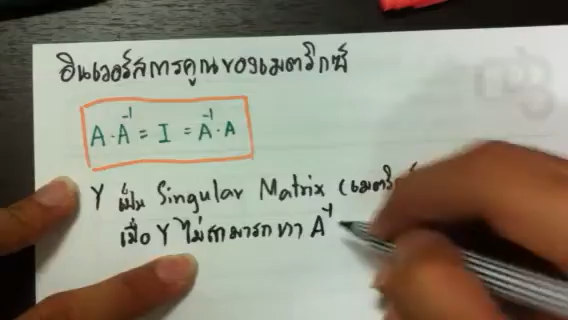 อินเวอร์สการคูณของเมตริกซ์
A · A⁻¹ = I = A⁻¹ · A
Y เป็น Singular Matrix (เมตริ
เมื่อ Y ไม่สามารถหา A⁻¹